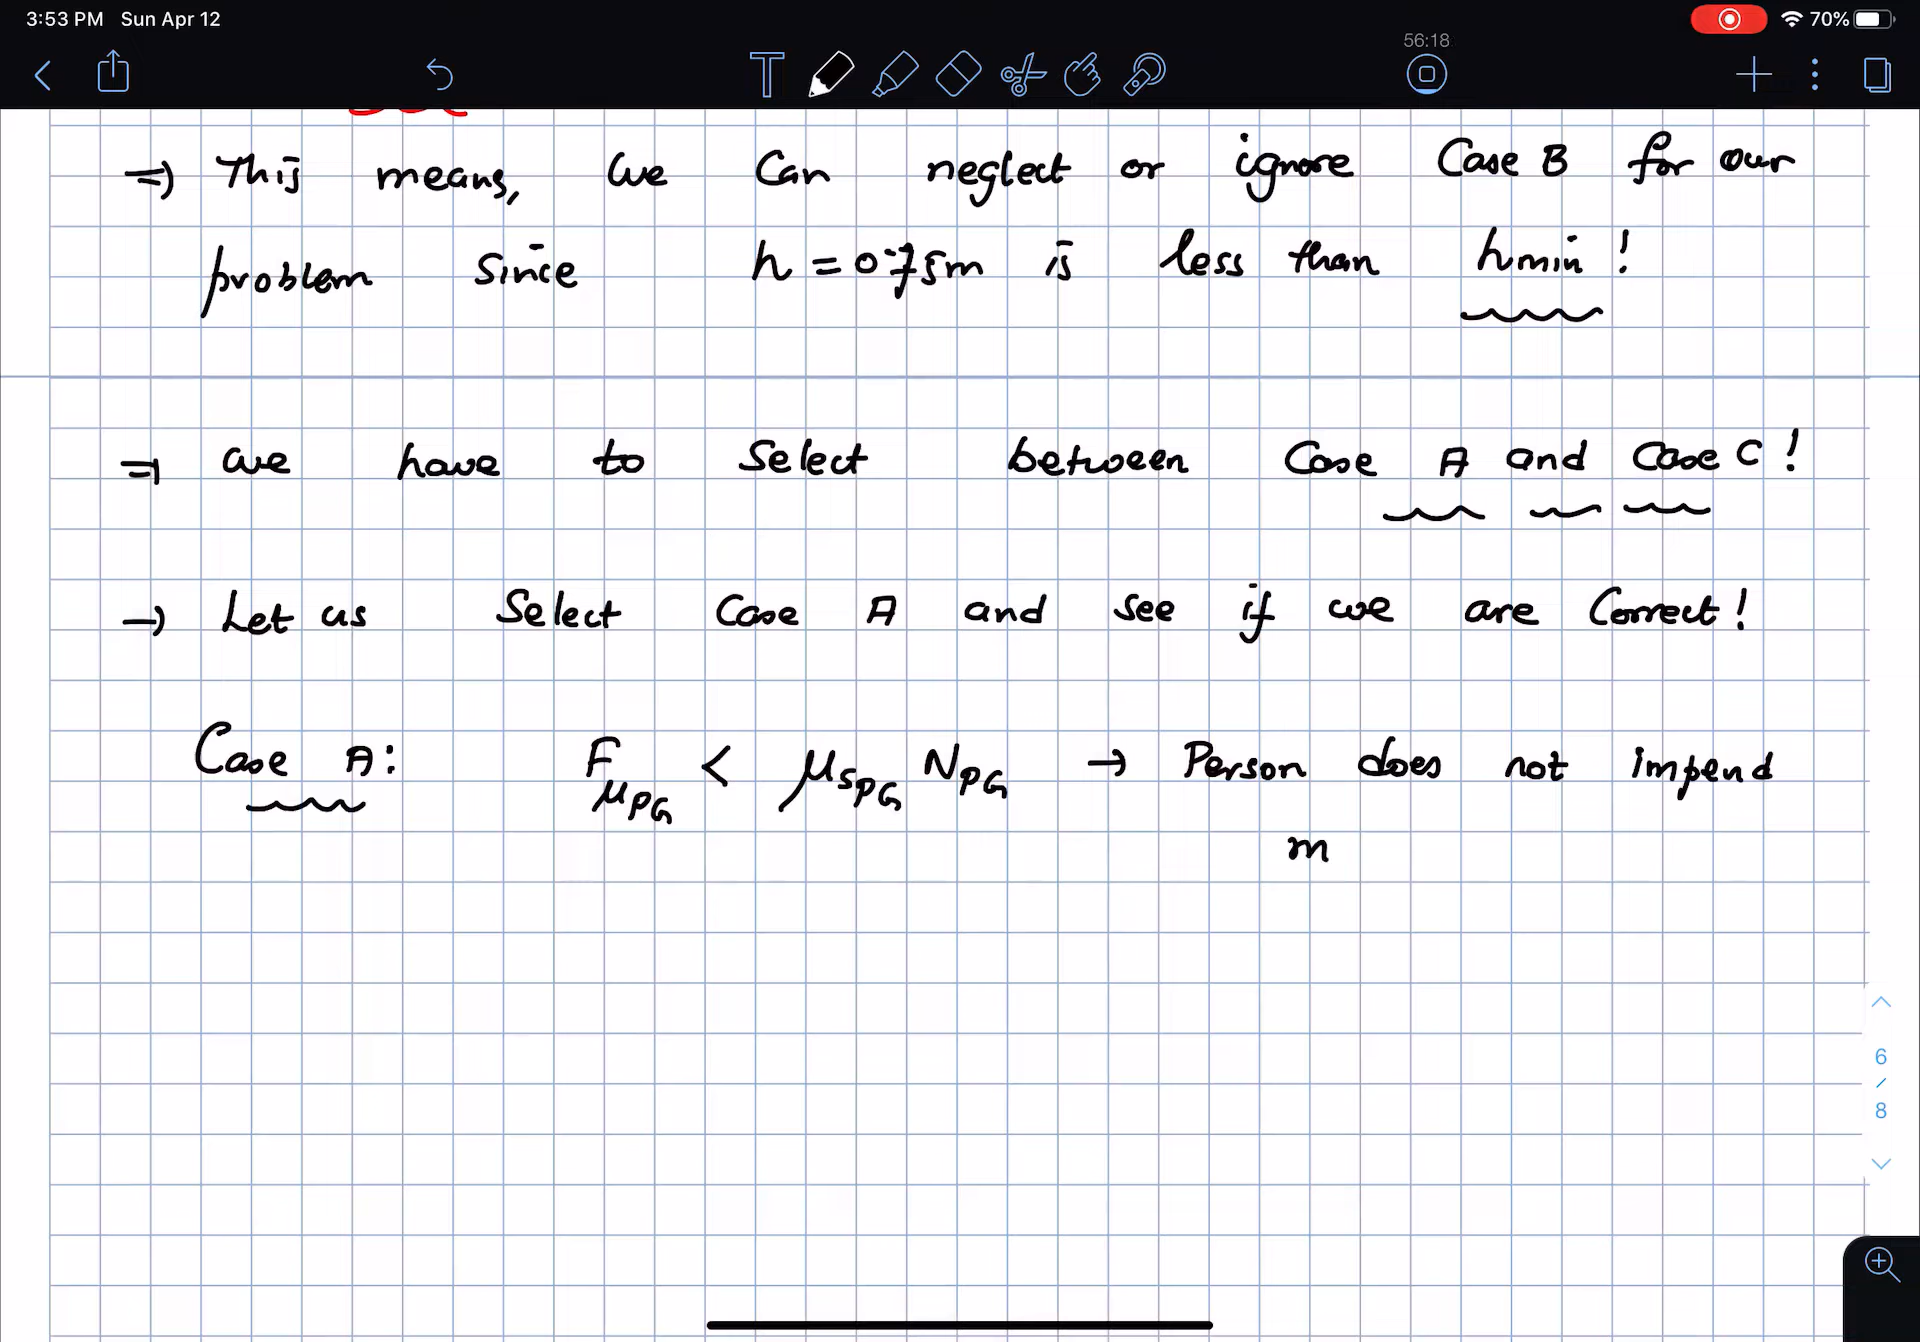 3:53 PM Sun Apr 12 70%
56:18
T
=) This means, we can neglect or ignore Case B for our
problem since h = 0.75m is less than hmin!
=) we have to select between Case A and Case C!
→ Let us select Case A and see if we are correct!
Case A: FμPG < μSPG NPG → Person does not impend
m
6
/
8